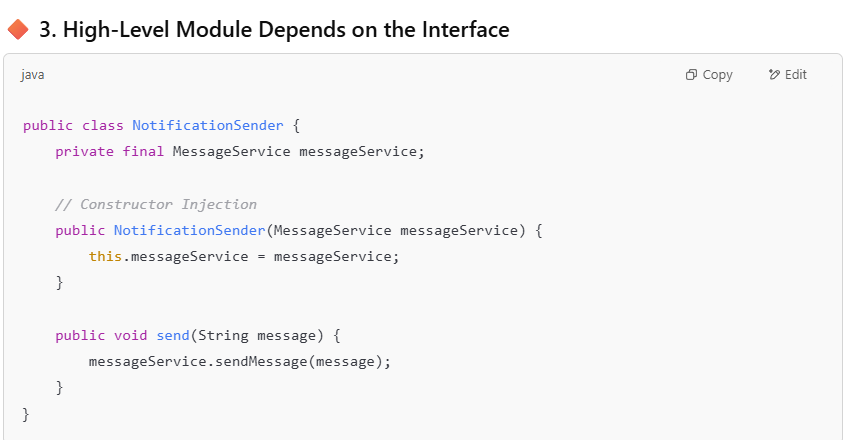 3. High-Level Module Depends on the Interface
java
Copy
Edit
public class NotificationSender {
    private final MessageService messageService;
    // Constructor Injection
    public NotificationSender(MessageService messageService) {
        this.messageService = messageService;
    }
    public void send(String message) {
        messageService.sendMessage(message);
    }
}